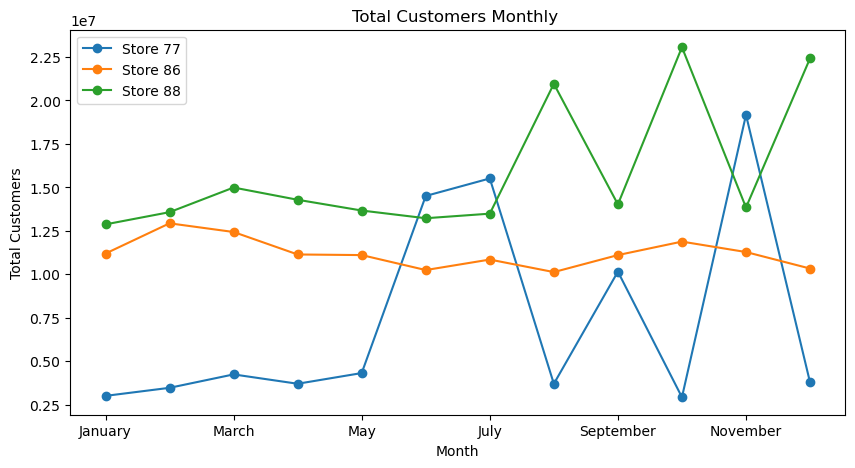 Total Customers Monthly
1e7
Store 77
Store 86
Store 88
2.25
2.00
1.75
1.50
1.25
1.00
0.75
0.50
0.25
Total Customers
January
March
May
July
September
November
Month